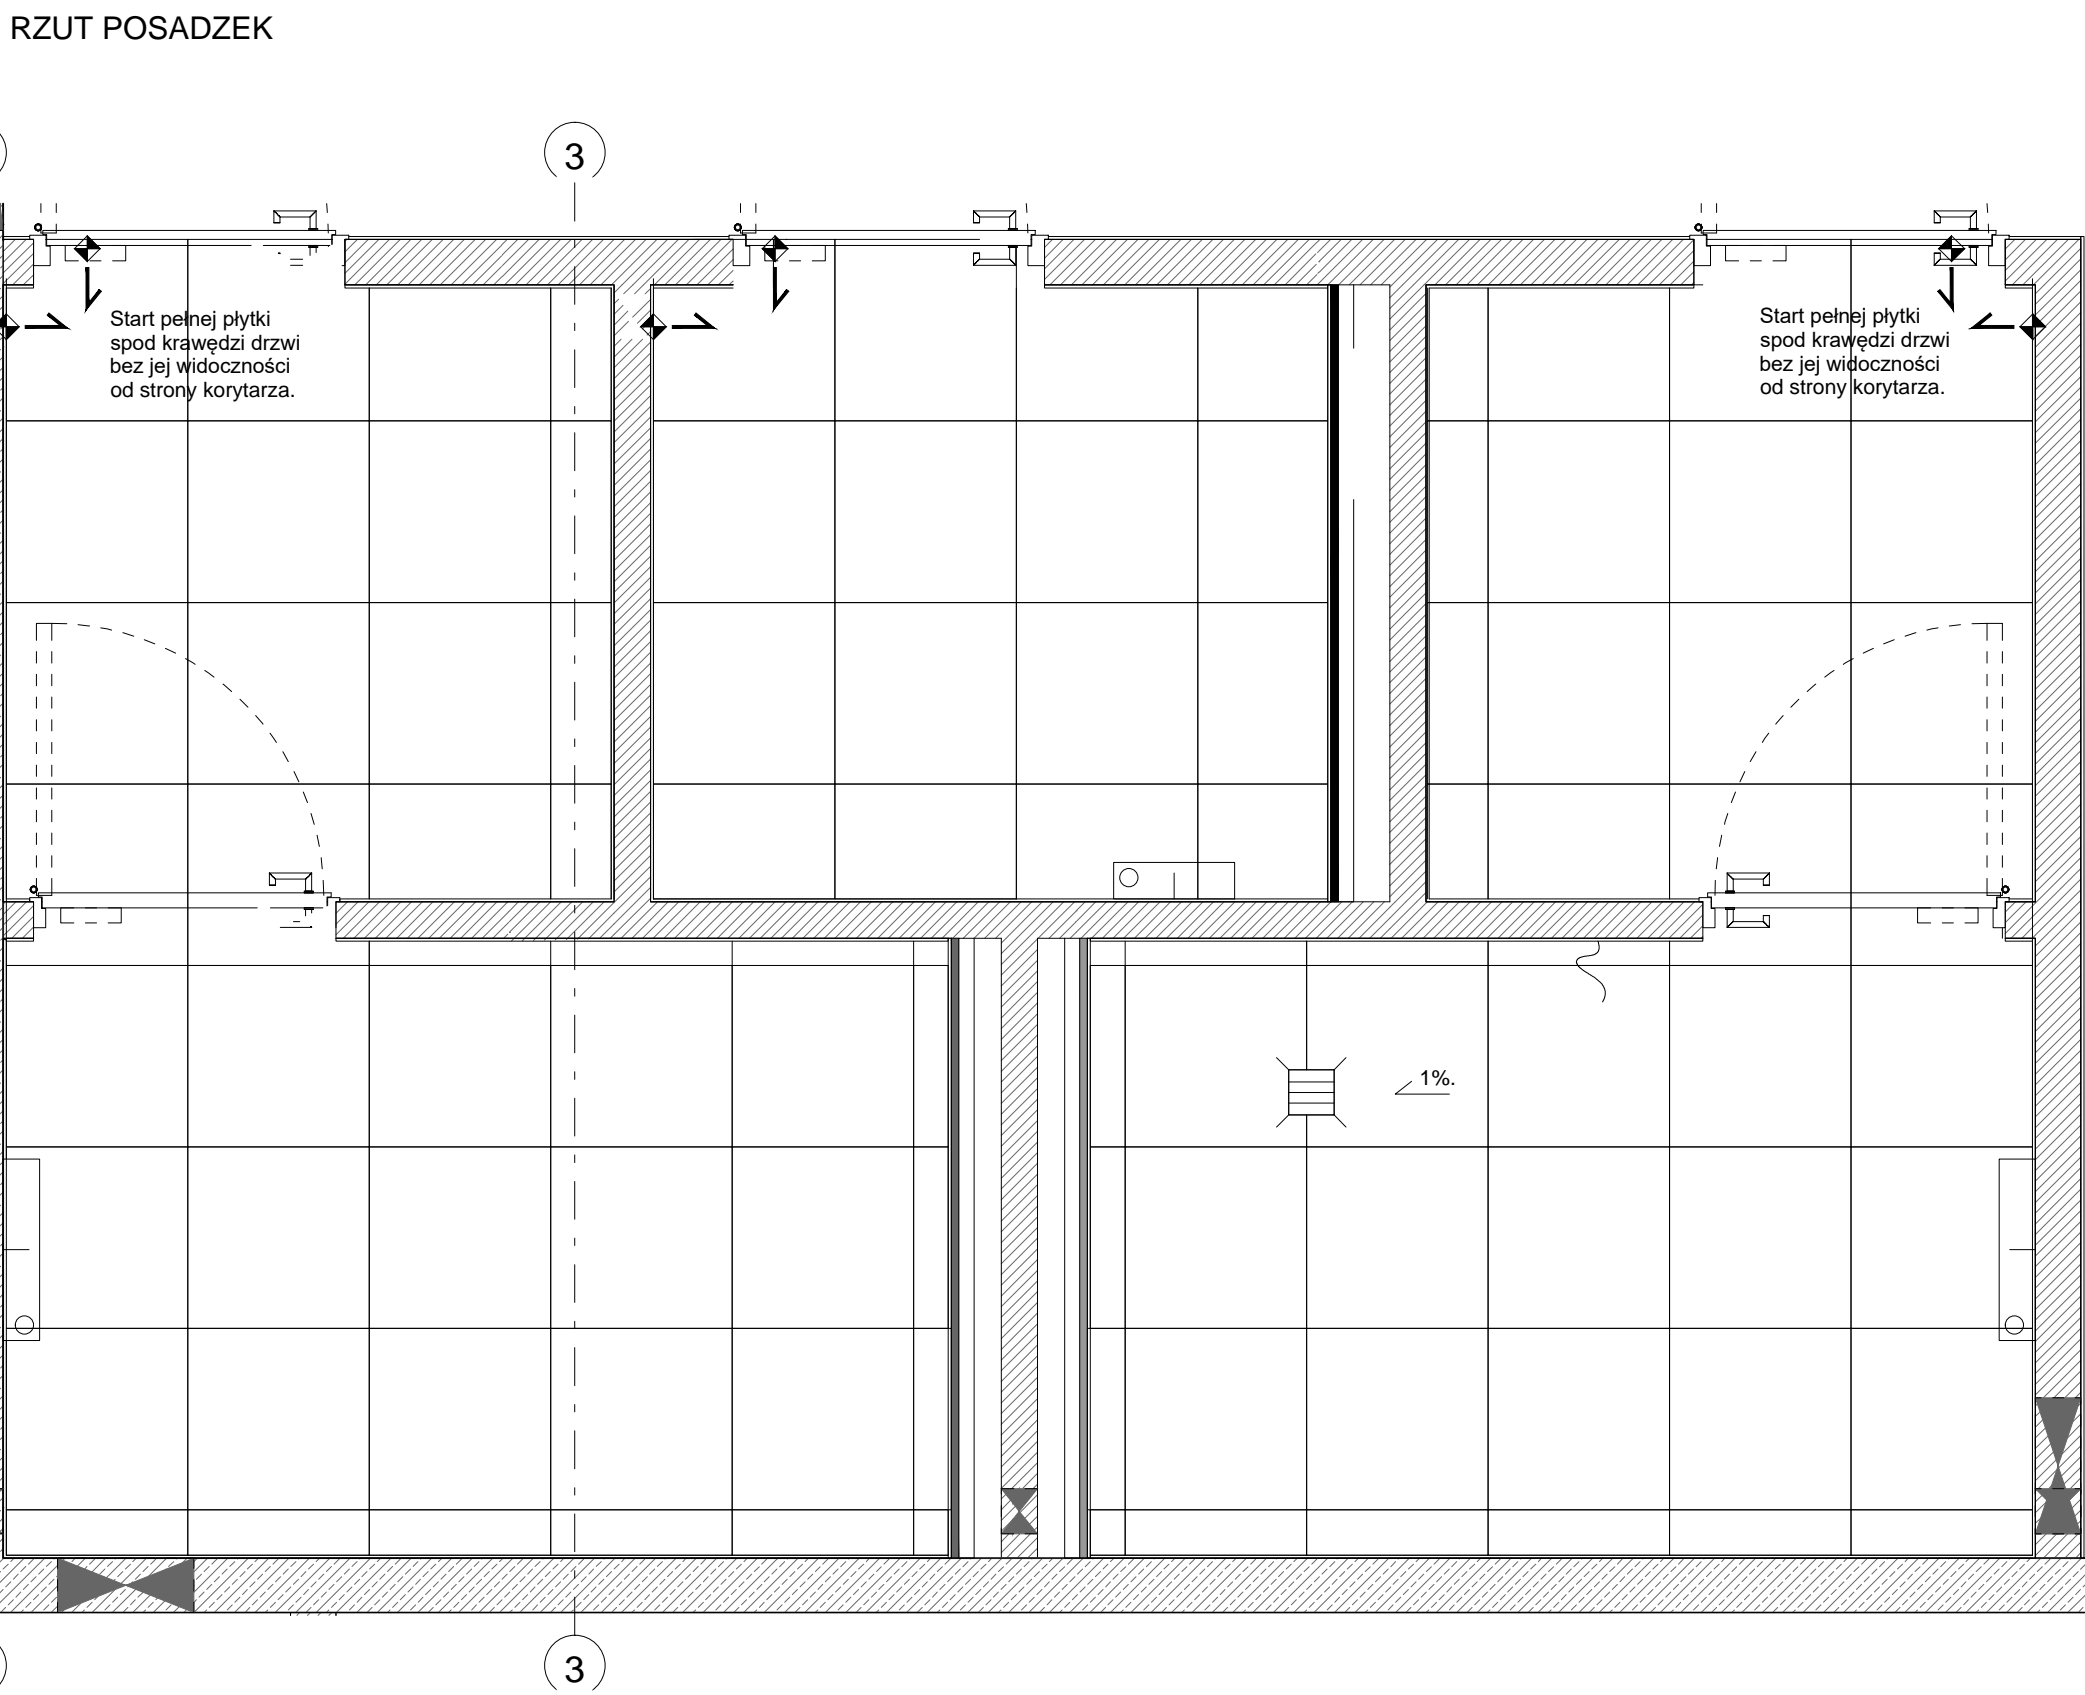 RZUT POSADZEK
3
Start pełnej płytki
spod krawędzi drzwi
bez jej widoczności
od strony korytarza.
Start pełnej płytki
spod krawędzi drzwi
bez jej widoczności
od strony korytarza.
1%.
3